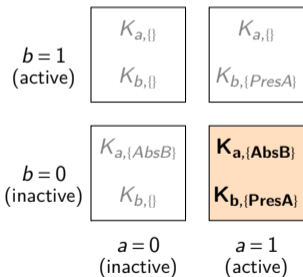 b = 1
(active)
K_{a,{}}
K_{b,{}}
K_{a,{}}
K_{b,{PresA}}
b = 0
(inactive)
K_{a,{AbsB}}
K_{b,{}}
K_{a,{AbsB}}
K_{b,{PresA}}
a = 0
(inactive)
a = 1
(active)